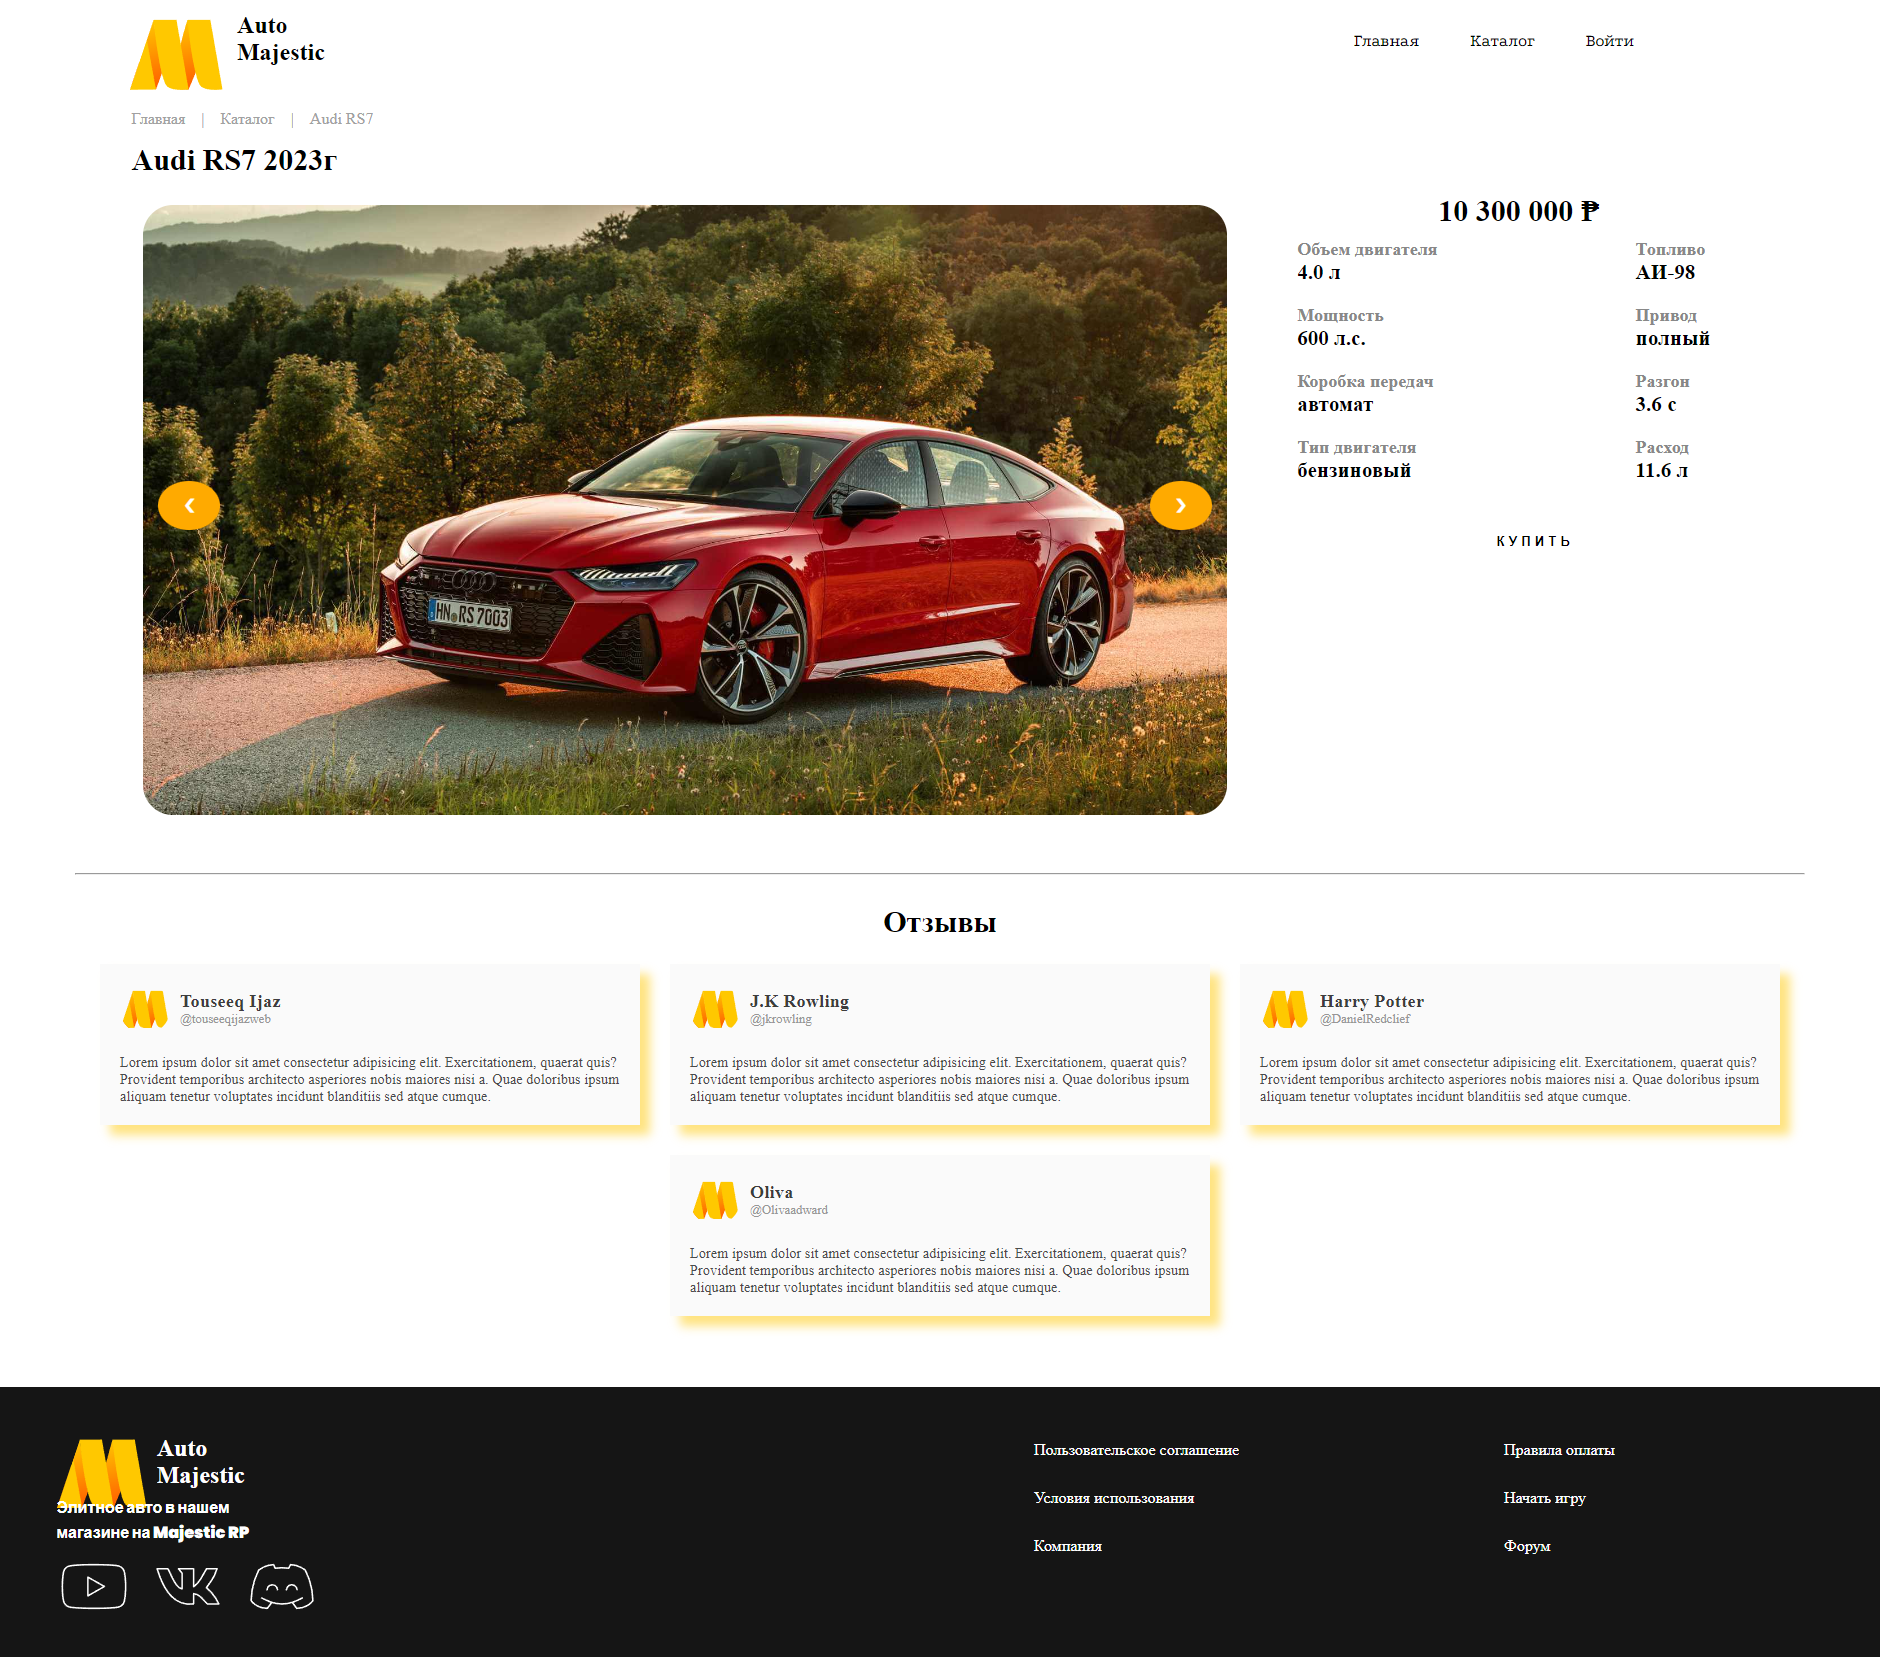 Auto
Majestic
Главная Каталог Войти
Главная | Каталог | Audi RS7
Audi RS7 2023г
10 300 000 ₱
Объем двигателя
4.0 л
Топливо
АИ-98
Мощность
600 л.с.
Привод
полный
Коробка передач
автомат
Разгон
3.6 с
Тип двигателя
бензиновый
Расход
11.6 л
КУПИТЬ
HN RS 7003
Отзывы
Touseeq Ijaz
@touseeqijazweb
Lorem ipsum dolor sit amet consectetur adipisicing elit. Exercitationem, quaerat quis?
Provident temporibus architecto asperiores nobis maiores nisi a. Quae doloribus ipsum
aliquam tenetur voluptates incidunt blanditiis sed atque cumque.
J.K Rowling
@jkrowling
Lorem ipsum dolor sit amet consectetur adipisicing elit. Exercitationem, quaerat quis?
Provident temporibus architecto asperiores nobis maiores nisi a. Quae doloribus ipsum
aliquam tenetur voluptates incidunt blanditiis sed atque cumque.
Harry Potter
@DanielRedclief
Lorem ipsum dolor sit amet consectetur adipisicing elit. Exercitationem, quaerat quis?
Provident temporibus architecto asperiores nobis maiores nisi a. Quae doloribus ipsum
aliquam tenetur voluptates incidunt blanditiis sed atque cumque.
Oliva
@Olivaadward
Lorem ipsum dolor sit amet consectetur adipisicing elit. Exercitationem, quaerat quis?
Provident temporibus architecto asperiores nobis maiores nisi a. Quae doloribus ipsum
aliquam tenetur voluptates incidunt blanditiis sed atque cumque.
Auto
Majestic
Элитное авто в нашем
магазине на Majestic RP
Пользовательское соглашение
Условия использования
Компания
Правила оплаты
Начать игру
Форум